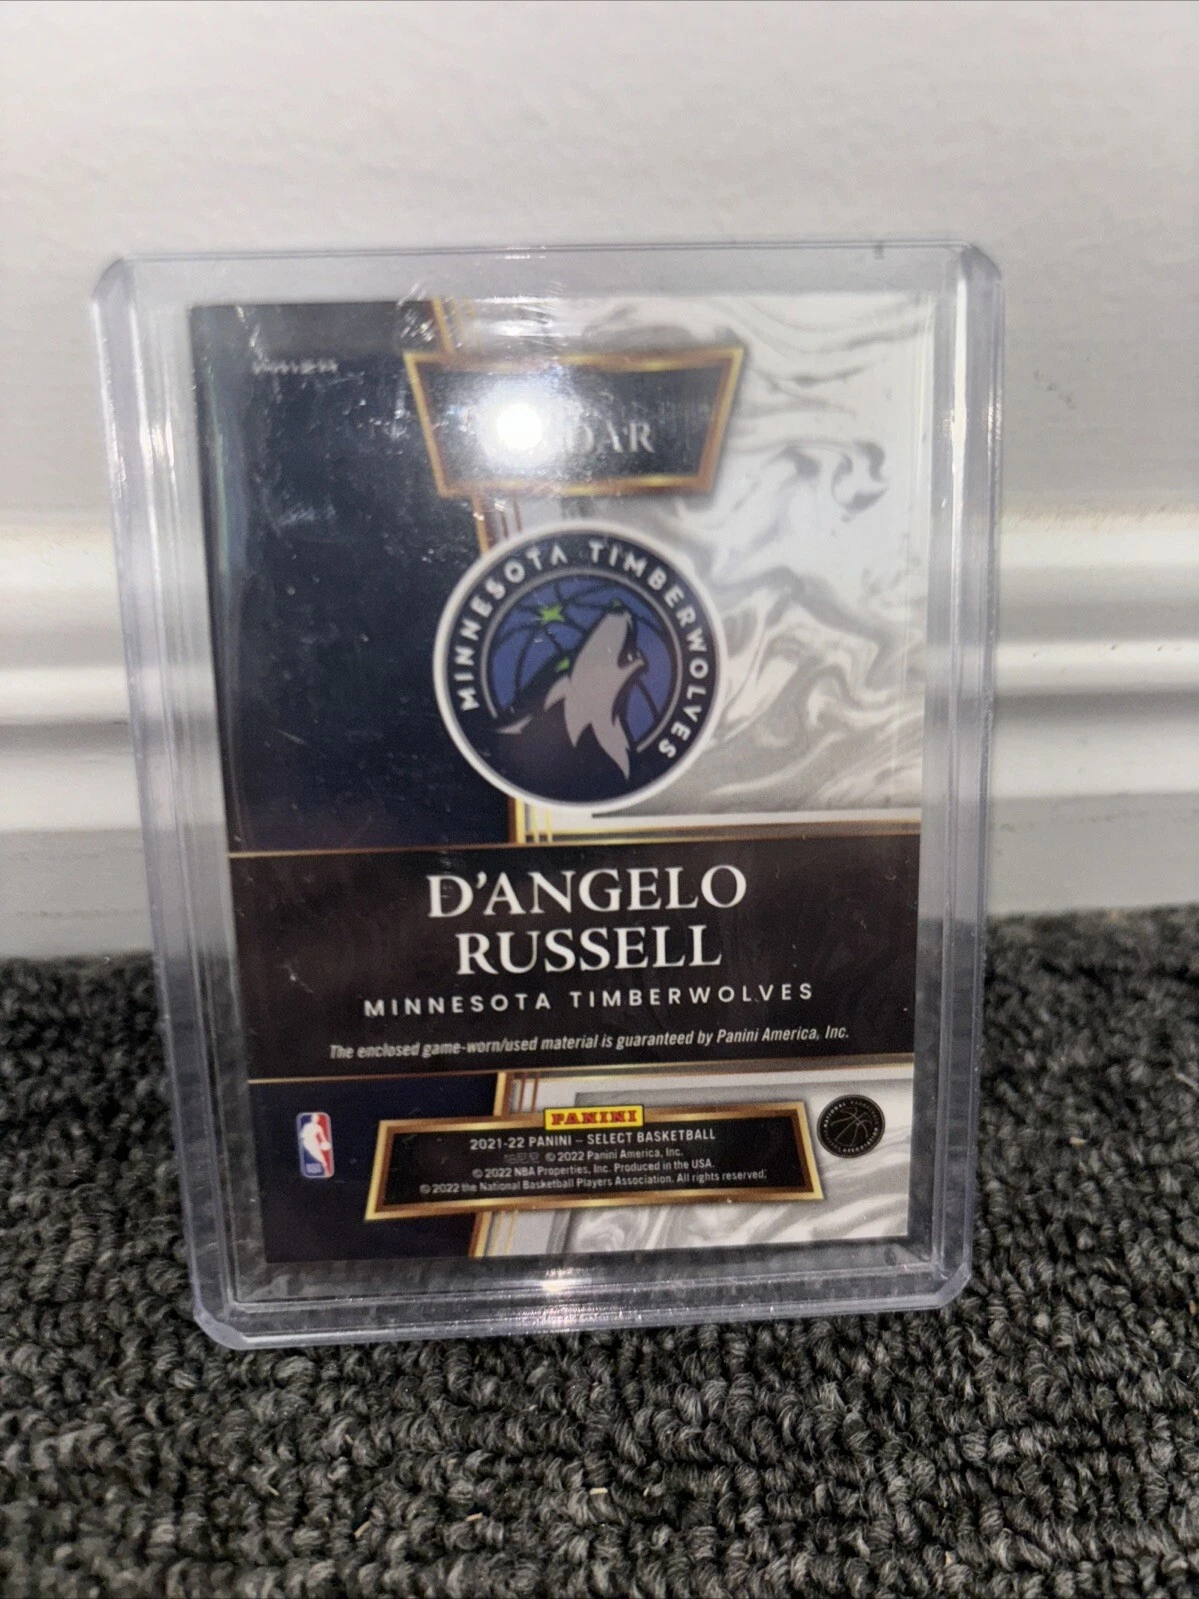 MINNESOTA TIMBERWOLVES
D'ANGELO
RUSSELL
MINNESOTA TIMBERWOLVES
The enclosed game-worn/used material is guaranteed by Panini America, Inc.
PANINI
2021-22 PANINI – SELECT BASKETBALL
© 2022 Panini America, Inc.
© 2022 NBA Properties, Inc. Produced in the USA.
© 2022 the National Basketball Players Association. All rights reserved.